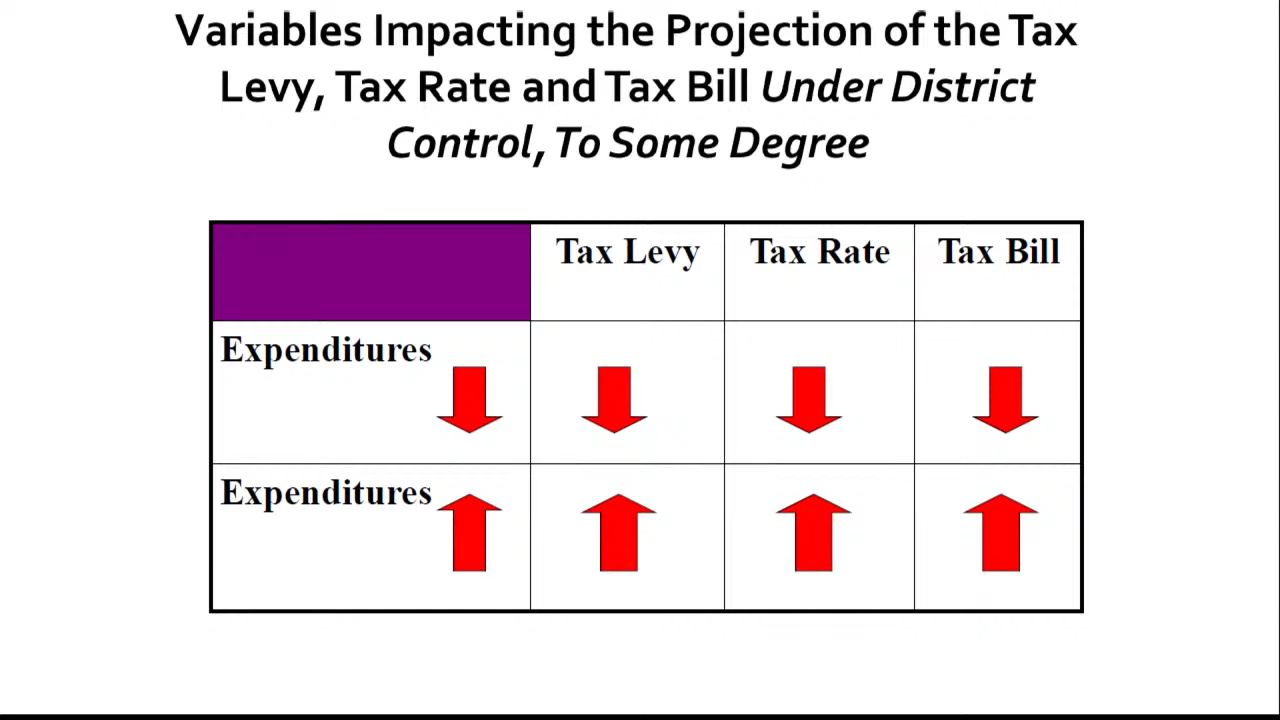 Variables Impacting the Projection of the Tax
Levy, Tax Rate and Tax Bill Under District
Control, To Some Degree
Tax Levy Tax Rate Tax Bill
Expenditures
Expenditures